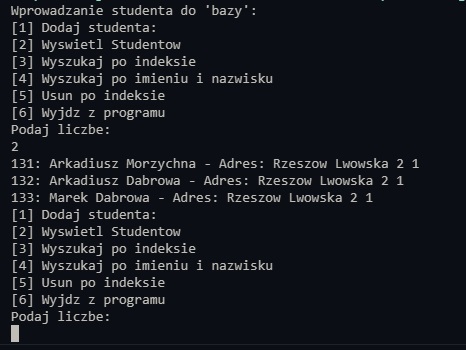 Wprowadzanie studenta do 'bazy':
[1] Dodaj studenta:
[2] Wyswietl Studentow
[3] Wyszukaj po indeksie
[4] Wyszukaj po imieniu i nazwisku
[5] Usun po indeksie
[6] Wyjdz z programu
Podaj liczbe:
2
131: Arkadiusz Morzychna - Adres: Rzeszow Lwowska 2 1
132: Arkadiusz Dabrowa - Adres: Rzeszow Lwowska 2 1
133: Marek Dabrowa - Adres: Rzeszow Lwowska 2 1
[1] Dodaj studenta:
[2] Wyswietl Studentow
[3] Wyszukaj po indeksie
[4] Wyszukaj po imieniu i nazwisku
[5] Usun po indeksie
[6] Wyjdz z programu
Podaj liczbe: